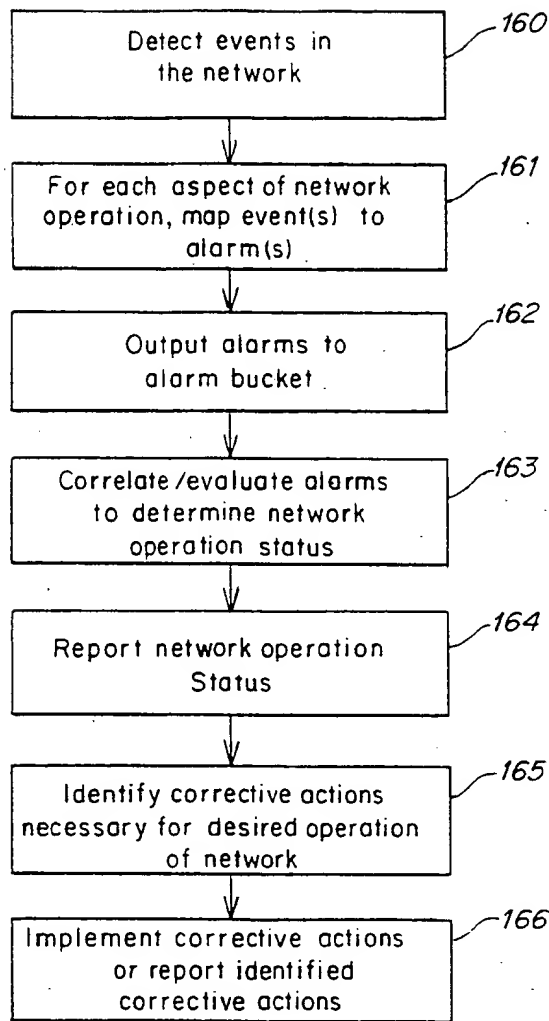 Detect events in
the network
160
For each aspect of network
operation, map event(s) to
alarm(s)
161
Output alarms to
alarm bucket
162
Correlate/evaluate alarms
to determine network
operation status
163
Report network operation
Status
164
Identify corrective actions
necessary for desired operation
of network
165
Implement corrective actions
or report identified
corrective actions
166